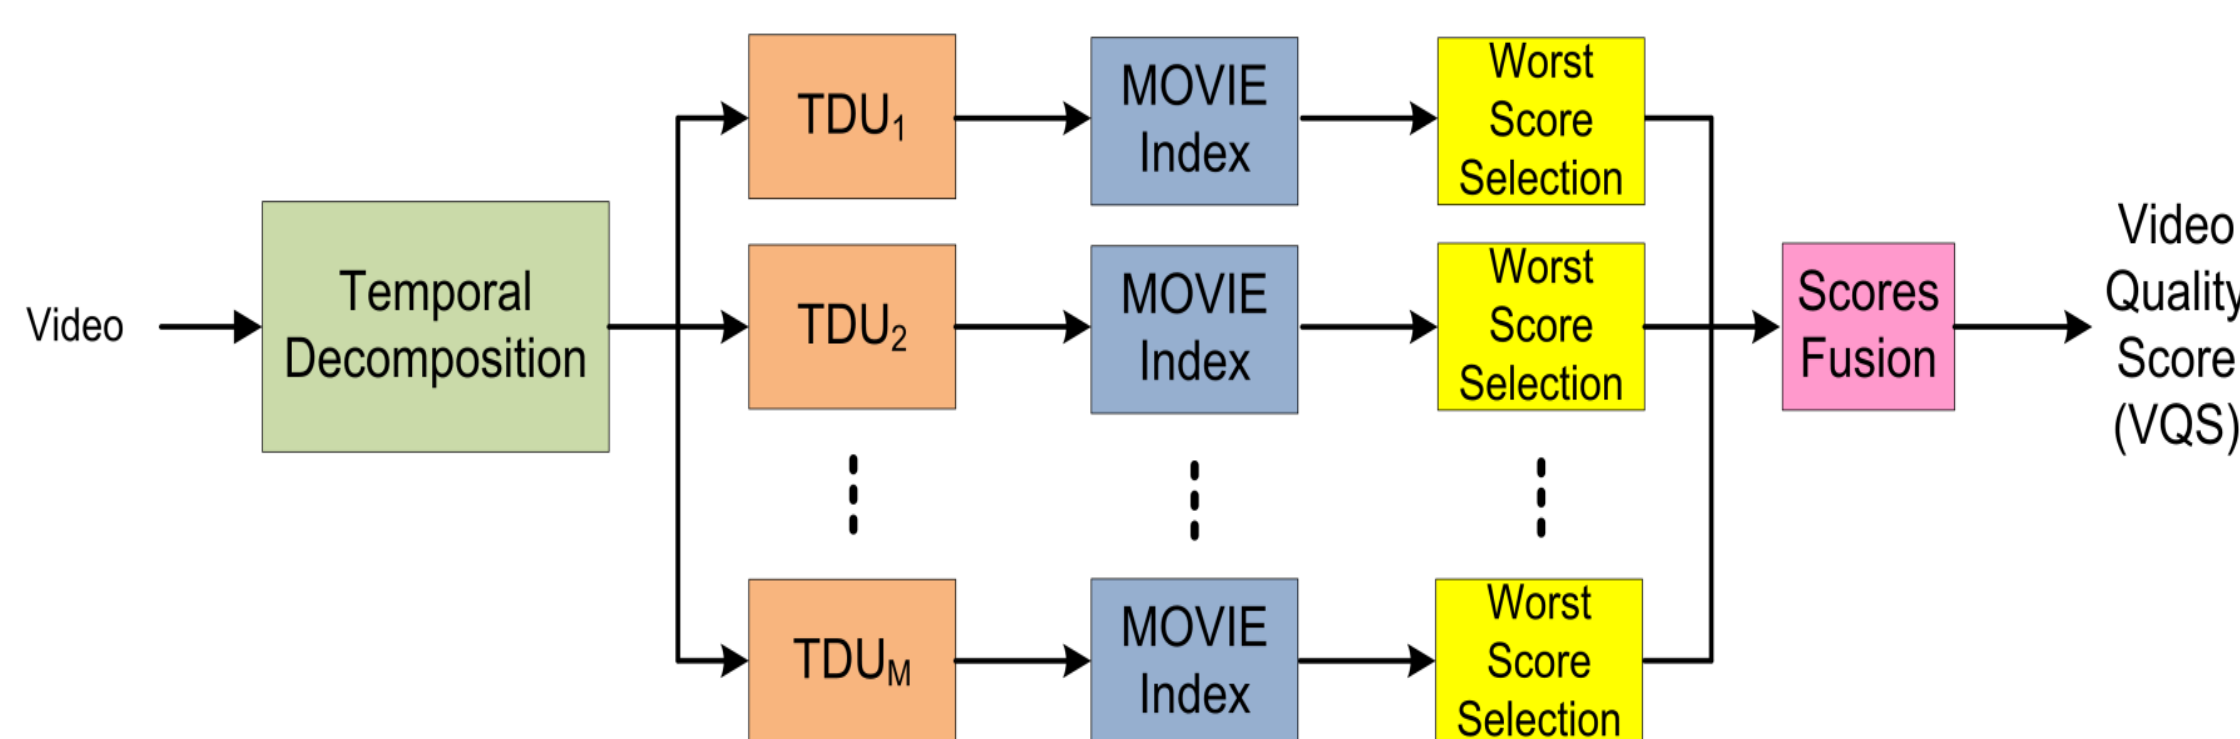 Video
Temporal
Decomposition
TDU₁
MOVIE
Index
Worst
Score
Selection
TDU₂
MOVIE
Index
Worst
Score
Selection
TDU_M
MOVIE
Index
Worst
Score
Selection
Scores
Fusion
Video
Quality
Score
(VQS)